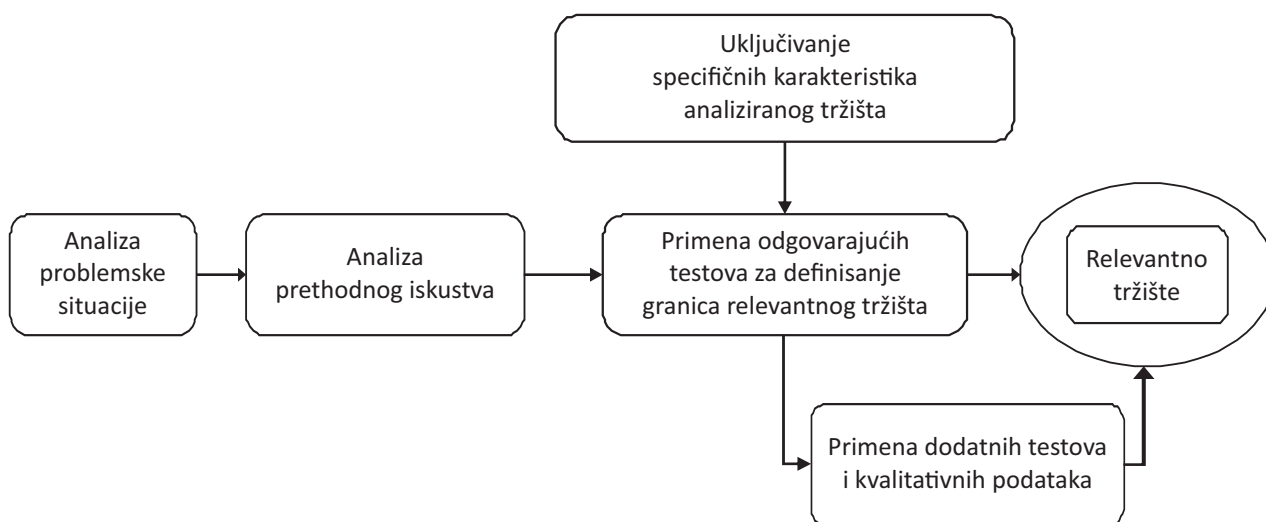 Uključivanje
specifičnih karakteristika
analiziranog tržišta
Analiza
problemske
situacije
Analiza
prethodnog iskustva
Primena odgovarajućih
testova za definisanje
granica relevantnog tržišta
Relevantno
tržište
Primena dodatnih testova
i kvalitativnih podataka